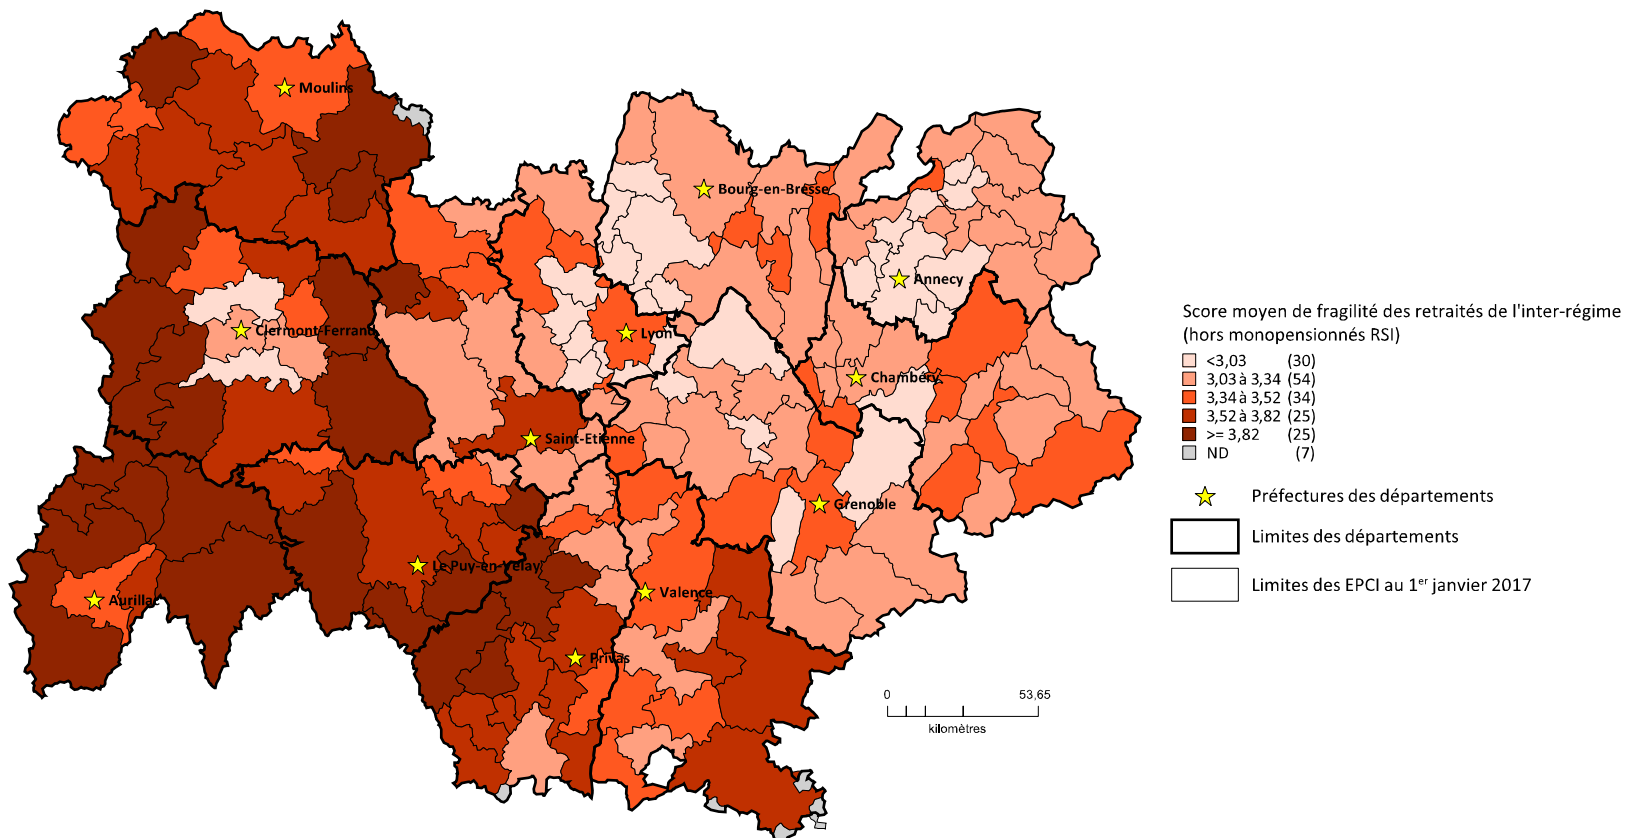 Moulins
Bourg-en-Bresse
Annecy
Clermont-Ferrand
Lyon
Chambéry
Saint-Etienne
Grenoble
Le Puy-en-Velay
Aurillac
Valence
Privas
Score moyen de fragilité des retraités de l'inter-régime
(hors monopensionnés RSI)
<3,03 (30)
3,03 à 3,34 (54)
3,34 à 3,52 (34)
3,52 à 3,82 (25)
>= 3,82 (25)
ND (7)
Préfectures des départements
Limites des départements
Limites des EPCI au 1er janvier 2017
0 53,65
kilomètres